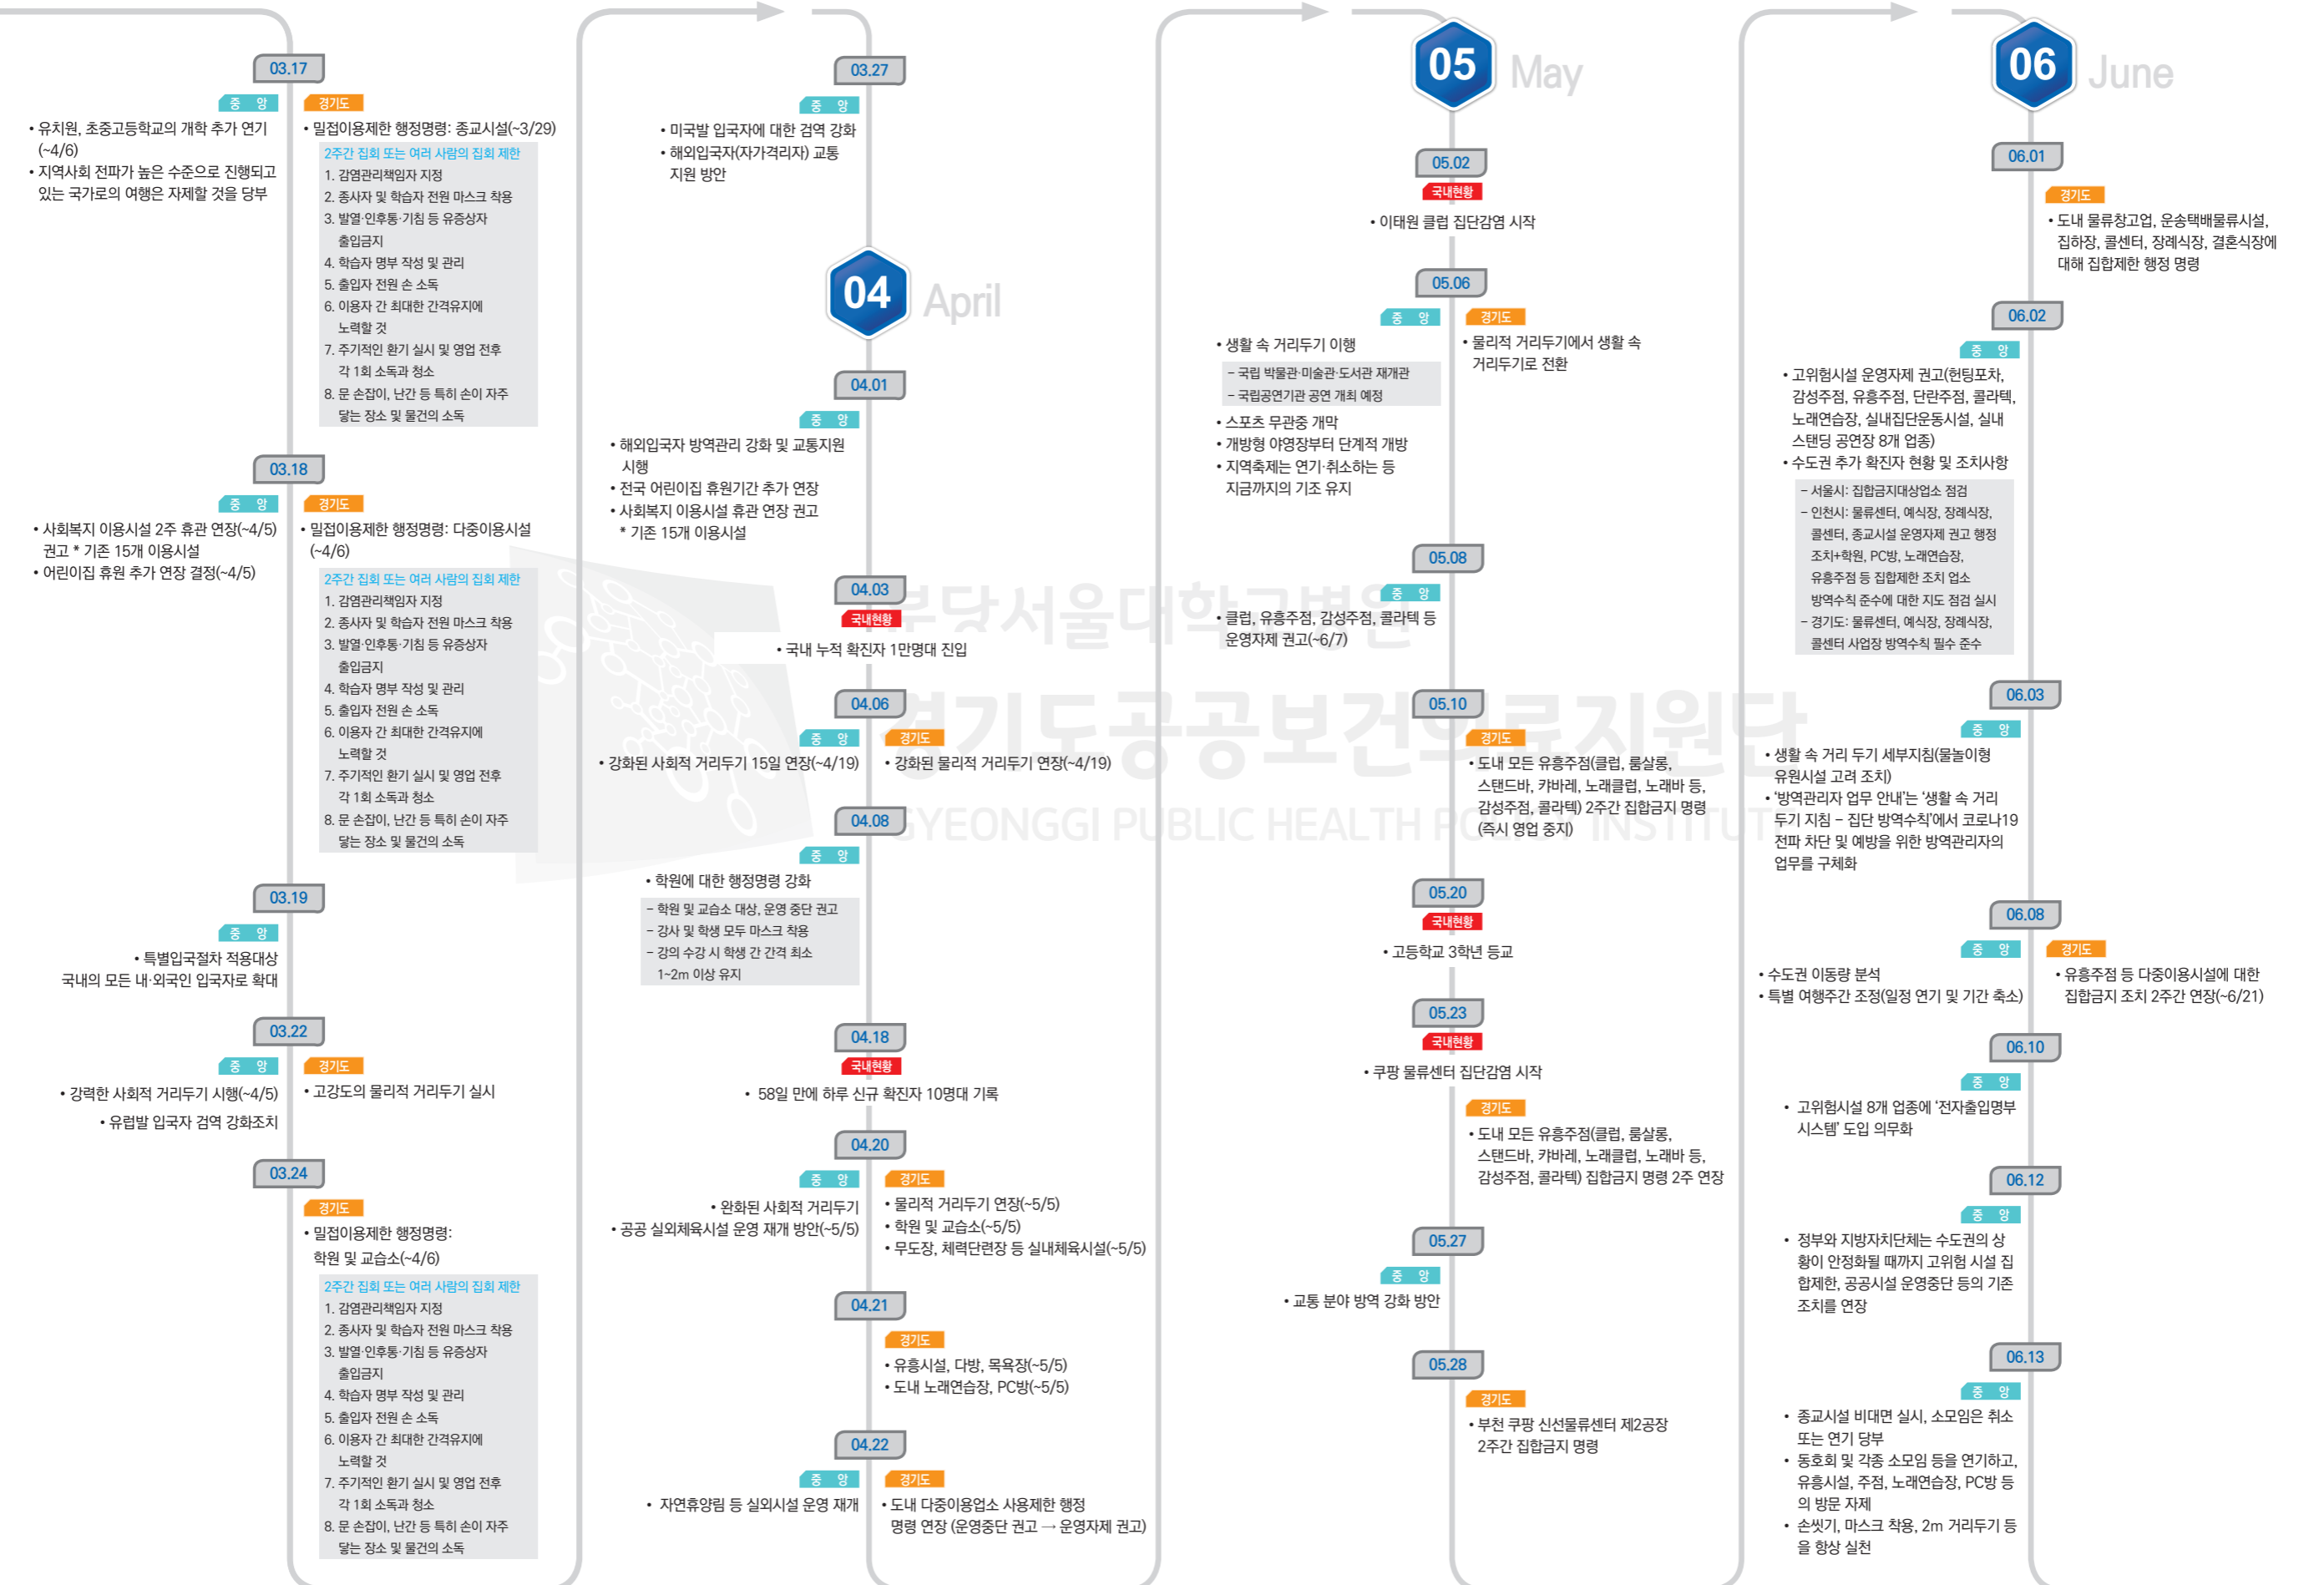 03.17
중 앙
• 유치원, 초중고등학교의 개학 추가 연기
(~4/6)
• 지역사회 전파가 높은 수준으로 진행되고
있는 국가로의 여행은 자제할 것을 당부
경기도
• 밀접이용제한 행정명령: 종교시설(~3/29)
2주간 집회 또는 여러 사람의 집회 제한
1. 감염관리책임자 지정
2. 종사자 및 학습자 전원 마스크 착용
3. 발열·인후통·기침 등 유증상자
출입금지
4. 학습자 명부 작성 및 관리
5. 출입자 전원 손 소독
6. 이용자 간 최대한 간격유지에
노력할 것
7. 주기적인 환기 실시 및 영업 전후
각 1회 소독과 청소
8. 문 손잡이, 난간 등 특히 손이 자주
닿는 장소 및 물건의 소독
03.18
중 앙
• 사회복지 이용시설 2주 휴관 연장(~4/5)
권고 * 기존 15개 이용시설
• 어린이집 휴원 추가 연장 결정(~4/5)
경기도
• 밀접이용제한 행정명령: 다중이용시설
(~4/6)
2주간 집회 또는 여러 사람의 집회 제한
1. 감염관리책임자 지정
2. 종사자 및 학습자 전원 마스크 착용
3. 발열·인후통·기침 등 유증상자
출입금지
4. 학습자 명부 작성 및 관리
5. 출입자 전원 손 소독
6. 이용자 간 최대한 간격유지에
노력할 것
7. 주기적인 환기 실시 및 영업 전후
각 1회 소독과 청소
8. 문 손잡이, 난간 등 특히 손이 자주
닿는 장소 및 물건의 소독
03.19
중 앙
• 특별입국절차 적용대상
국내의 모든 내·외국인 입국자로 확대
03.22
중 앙
• 강력한 사회적 거리두기 시행(~4/5)
• 유럽발 입국자 검역 강화조치
경기도
• 고강도의 물리적 거리두기 실시
03.24
경기도
• 밀접이용제한 행정명령:
학원 및 교습소(~4/6)
2주간 집회 또는 여러 사람의 집회 제한
1. 감염관리책임자 지정
2. 종사자 및 학습자 전원 마스크 착용
3. 발열·인후통·기침 등 유증상자
출입금지
4. 학습자 명부 작성 및 관리
5. 출입자 전원 손 소독
6. 이용자 간 최대한 간격유지에
노력할 것
7. 주기적인 환기 실시 및 영업 전후
각 1회 소독과 청소
8. 문 손잡이, 난간 등 특히 손이 자주
닿는 장소 및 물건의 소독
03.27
중 앙
• 미국발 입국자에 대한 검역 강화
• 해외입국자(자가격리자) 교통
지원 방안
04 April
04.01
중 앙
• 해외입국자 방역관리 강화 및 교통지원
시행
• 전국 어린이집 휴원기간 추가 연장
• 사회복지 이용시설 휴관 연장 권고
* 기존 15개 이용시설
04.03
국내현황
• 국내 누적 확진자 1만명대 진입
04.06
중 앙
• 강화된 사회적 거리두기 15일 연장(~4/19)
경기도
• 강화된 물리적 거리두기 연장(~4/19)
04.08
중 앙
• 학원에 대한 행정명령 강화
– 학원 및 교습소 대상, 운영 중단 권고
– 강사 및 학생 모두 마스크 착용
– 강의 수강 시 학생 간 간격 최소
1~2m 이상 유지
04.18
국내현황
• 58일 만에 하루 신규 확진자 10명대 기록
04.20
중 앙
• 완화된 사회적 거리두기
• 공공 실외체육시설 운영 재개 방안(~5/5)
경기도
• 물리적 거리두기 연장(~5/5)
• 학원 및 교습소(~5/5)
• 무도장, 체력단련장 등 실내체육시설(~5/5)
04.21
경기도
• 유흥시설, 다방, 목욕장(~5/5)
• 도내 노래연습장, PC방(~5/5)
04.22
중 앙
• 자연휴양림 등 실외시설 운영 재개
경기도
• 도내 다중이용업소 사용제한 행정
명령 연장 (운영중단 권고 → 운영자제 권고)
05 May
05.02
국내현황
• 이태원 클럽 집단감염 시작
05.06
중 앙
• 생활 속 거리두기 이행
– 국립 박물관·미술관·도서관 재개관
– 국립공연기관 공연 개최 예정
• 스포츠 무관중 개막
• 개방형 야영장부터 단계적 개방
• 지역축제는 연기·취소하는 등
지금까지의 기조 유지
경기도
• 물리적 거리두기에서 생활 속
거리두기로 전환
05.08
중 앙
• 클럽, 유흥주점, 감성주점, 콜라텍 등
운영자제 권고(~6/7)
05.10
경기도
• 도내 모든 유흥주점(클럽, 룸살롱,
스탠드바, 캬바레, 노래클럽, 노래바 등,
감성주점, 콜라텍) 2주간 집합금지 명령
(즉시 영업 중지)
05.20
국내현황
• 고등학교 3학년 등교
05.23
국내현황
• 쿠팡 물류센터 집단감염 시작
경기도
• 도내 모든 유흥주점(클럽, 룸살롱,
스탠드바, 캬바레, 노래클럽, 노래바 등,
감성주점, 콜라텍) 집합금지 명령 2주 연장
05.27
중 앙
• 교통 분야 방역 강화 방안
05.28
경기도
• 부천 쿠팡 신선물류센터 제2공장
2주간 집합금지 명령
06 June
06.01
경기도
• 도내 물류창고업, 운송택배물류시설,
집하장, 콜센터, 장례식장, 결혼식장에
대해 집합제한 행정 명령
06.02
중 앙
• 고위험시설 운영자제 권고(헌팅포차,
감성주점, 유흥주점, 단란주점, 콜라텍,
노래연습장, 실내집단운동시설, 실내
스탠딩 공연장 8개 업종)
• 수도권 추가 확진자 현황 및 조치사항
– 서울시: 집합금지대상업소 점검
– 인천시: 물류센터, 예식장, 장례식장,
콜센터, 종교시설 운영자제 권고 행정
조치+학원, PC방, 노래연습장,
유흥주점 등 집합제한 조치 업소
방역수칙 준수에 대한 지도 점검 실시
– 경기도: 물류센터, 예식장, 장례식장,
콜센터 사업장 방역수칙 필수 준수
06.03
중 앙
• 생활 속 거리 두기 세부지침(물놀이형
유원시설 고려 조치)
• ‘방역관리자 업무 안내’는 ‘생활 속 거리
두기 지침 – 집단 방역수칙’에서 코로나19
전파 차단 및 예방을 위한 방역관리자의
업무를 구체화
06.08
중 앙
• 수도권 이동량 분석
• 특별 여행주간 조정(일정 연기 및 기간 축소)
경기도
• 유흥주점 등 다중이용시설에 대한
집합금지 조치 2주간 연장(~6/21)
06.10
중 앙
• 고위험시설 8개 업종에 ‘전자출입명부
시스템’ 도입 의무화
06.12
중 앙
• 정부와 지방자치단체는 수도권의 상
황이 안정화될 때까지 고위험 시설 집
합제한, 공공시설 운영중단 등의 기존
조치를 연장
06.13
중 앙
• 종교시설 비대면 실시, 소모임은 취소
또는 연기 당부
• 동호회 및 각종 소모임 등을 연기하고,
유흥시설, 주점, 노래연습장, PC방 등
의 방문 자제
• 손씻기, 마스크 착용, 2m 거리두기 등
을 항상 실천
분당서울대학교병원
경기도공공보건의료지원단
GYEONGGI PUBLIC HEALTH POLICY INSTITUTE